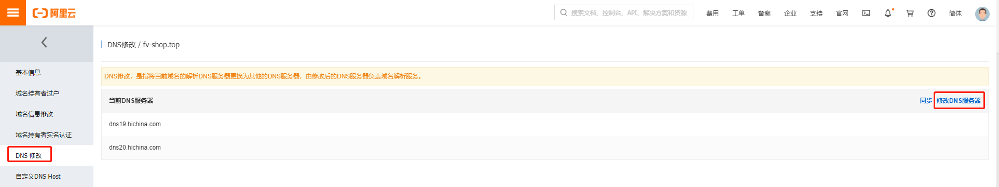 阿里云
搜索文档、控制台、API、解决方案和资源
费用 工单 备案 企业 支持 官网 简体
DNS修改 / fv-shop.top
基本信息
域名持有者过户
域名信息修改
域名持有者实名认证
DNS 修改
自定义DNS Host
DNS修改，是指将当前域名的解析DNS服务器更换为其他的DNS服务器，由修改后的DNS服务器负责域名解析服务。
当前DNS服务器 同步 修改DNS服务器
dns19.hichina.com
dns20.hichina.com